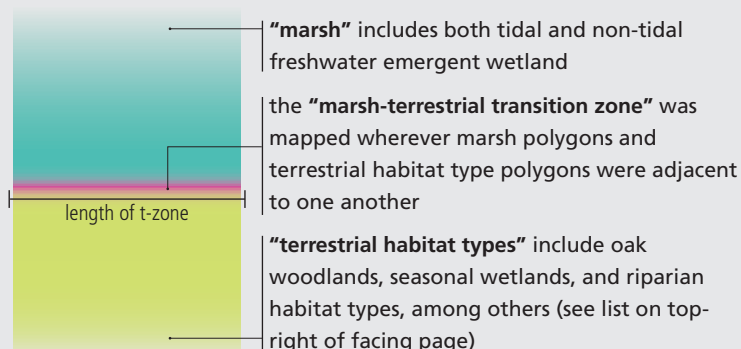 “marsh” includes both tidal and non-tidal
freshwater emergent wetland
the “marsh-terrestrial transition zone” was
mapped wherever marsh polygons and
terrestrial habitat type polygons were adjacent
to one another
length of t-zone
“terrestrial habitat types” include oak
woodlands, seasonal wetlands, and riparian
habitat types, among others (see list on top-
right of facing page)